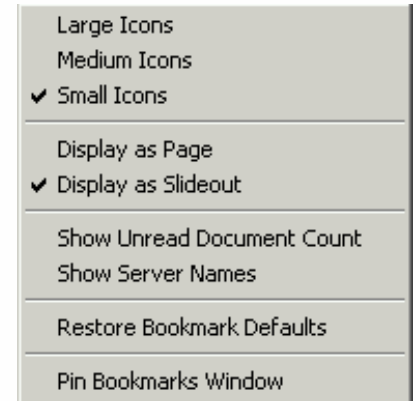 Large Icons
Medium Icons
✔ Small Icons
Display as Page
✔ Display as Slideout
Show Unread Document Count
Show Server Names
Restore Bookmark Defaults
Pin Bookmarks Window